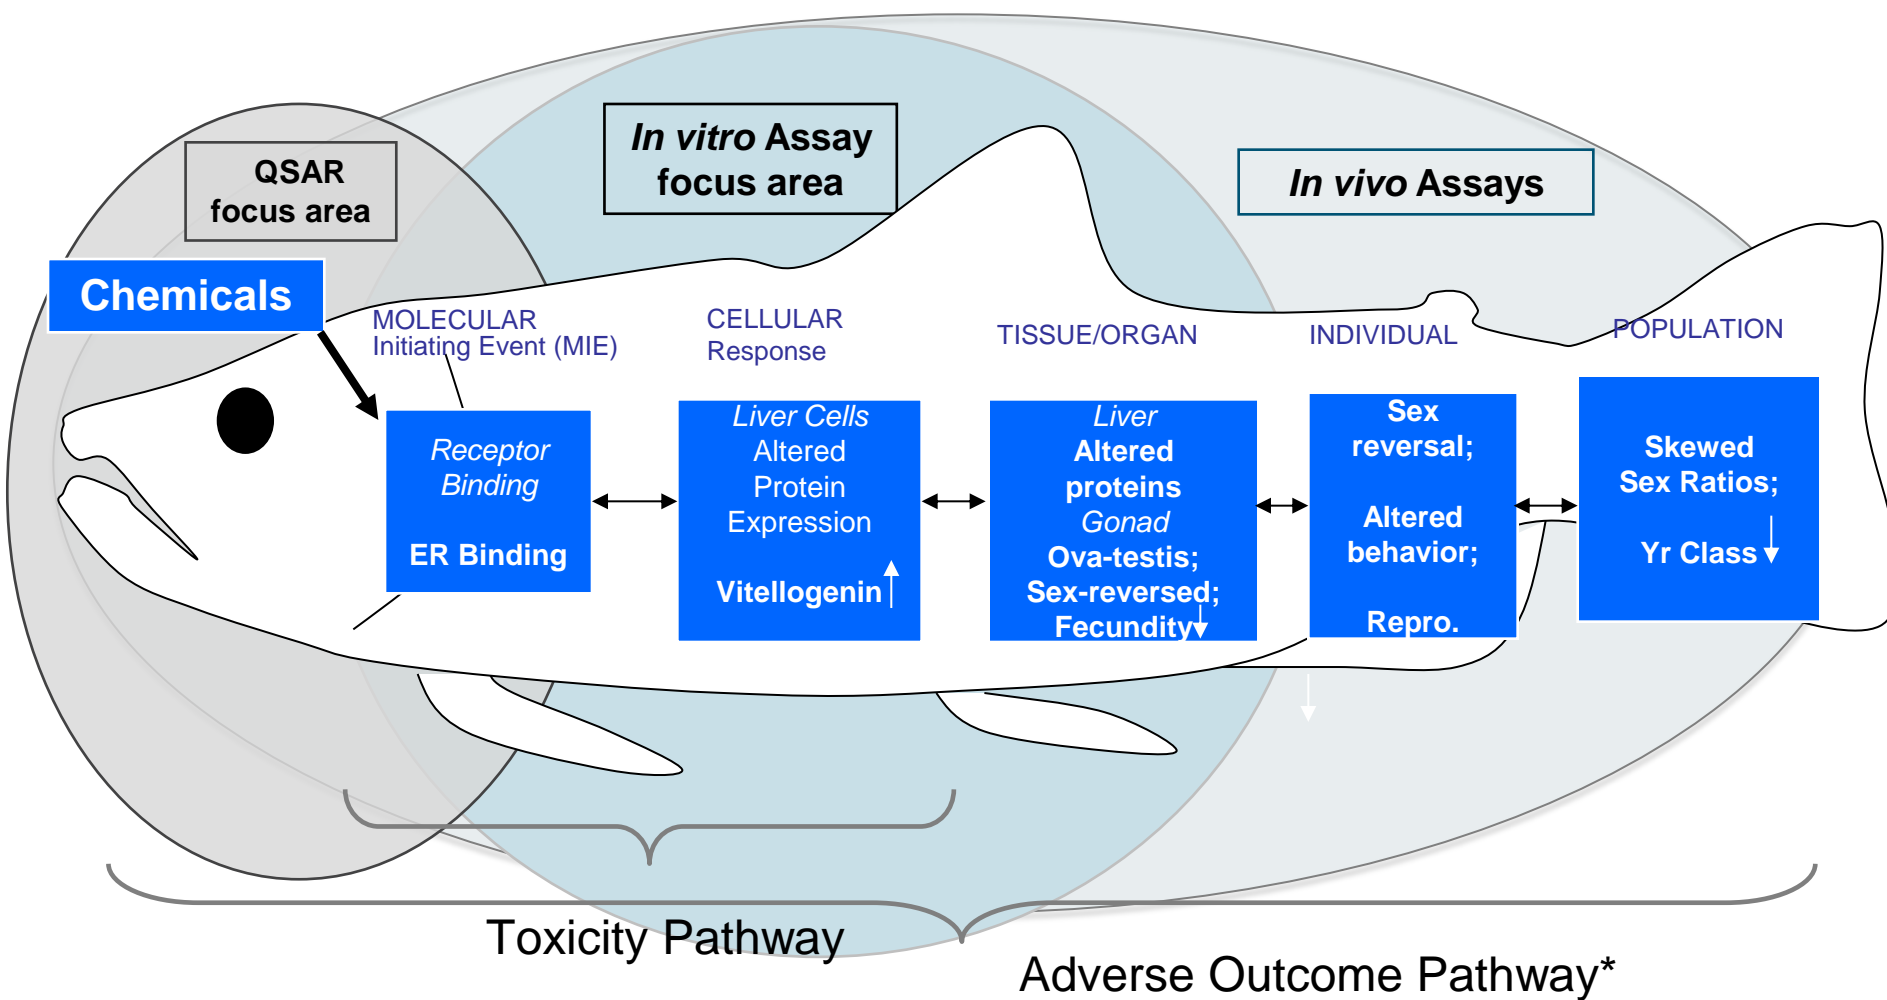 QSAR
focus area
In vitro Assay
focus area
In vivo Assays
Chemicals
MOLECULAR
Initiating Event (MIE)
CELLULAR
Response
TISSUE/ORGAN
INDIVIDUAL
POPULATION
Receptor
Binding
ER Binding
Liver Cells
Altered
Protein
Expression
Vitellogenin
Liver
Altered
proteins
Gonad
Ova-testis;
Sex-reversed;
Fecundity
Sex
reversal;
Altered
behavior;
Repro.
Skewed
Sex Ratios;
Yr Class
Toxicity Pathway
Adverse Outcome Pathway*